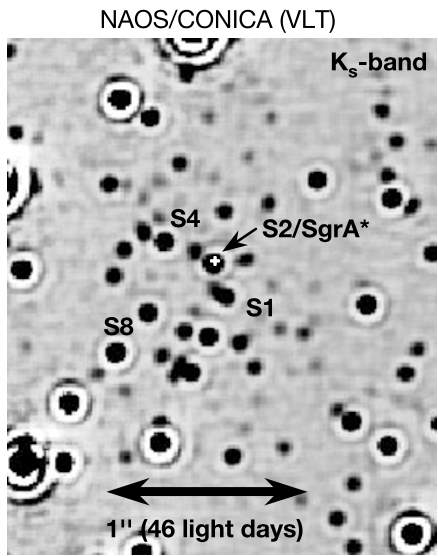 NAOS/CONICA (VLT)
Ks-band
S4
S2/SgrA*
S1
S8
1'' (46 light days)